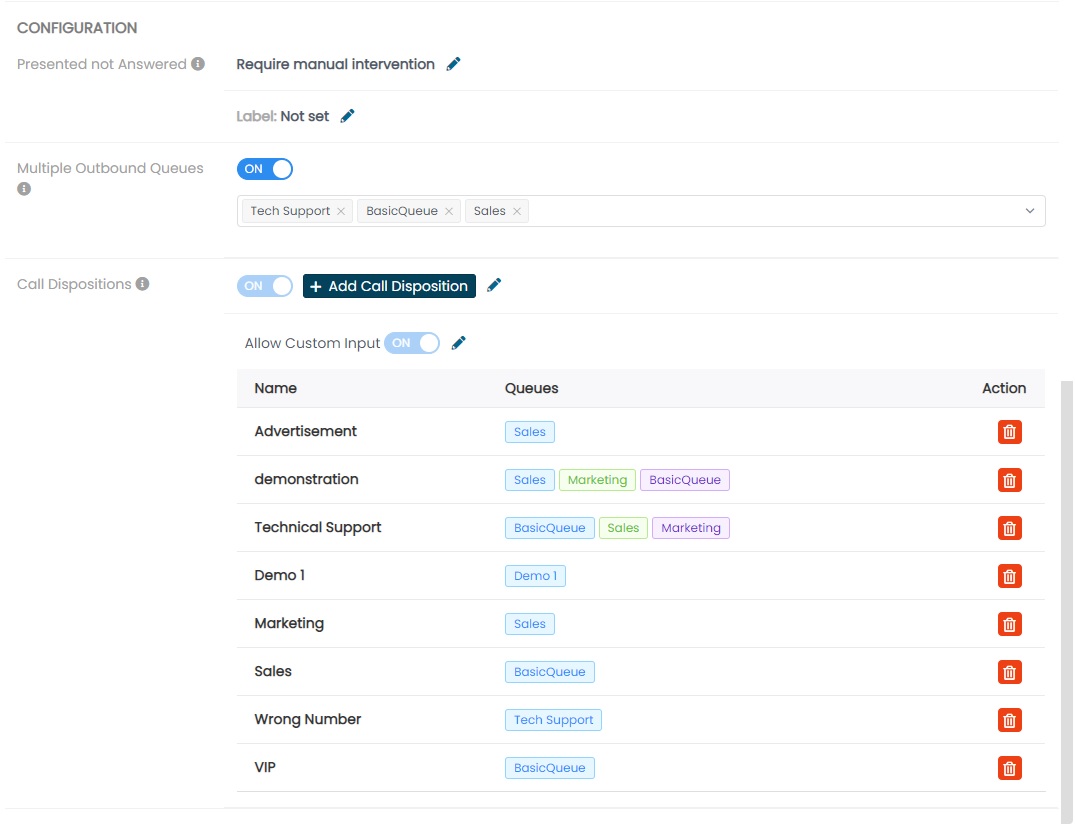 CONFIGURATION
Presented not Answered Require manual intervention
Label: Not set
Multiple Outbound Queues ON
Tech Support BasicQueue Sales
Call Dispositions ON + Add Call Disposition
Allow Custom Input ON
Name Queues Action
Advertisement Sales
demonstration Sales Marketing BasicQueue
Technical Support BasicQueue Sales Marketing
Demo 1 Demo 1
Marketing Sales
Sales BasicQueue
Wrong Number Tech Support
VIP BasicQueue